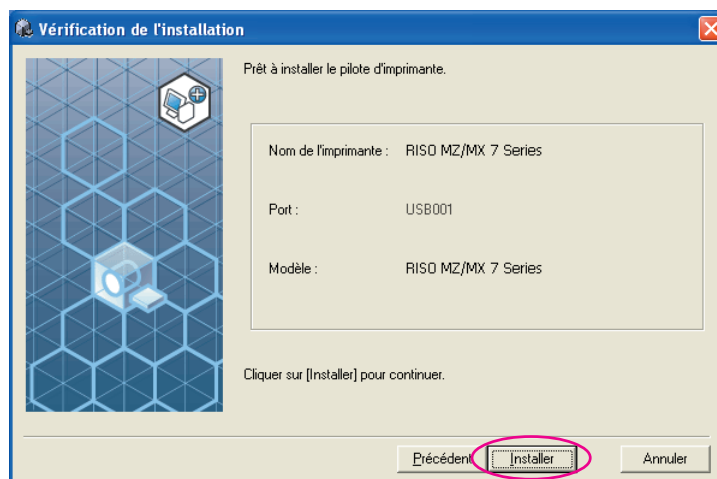 Vérification de l'installation
Prêt à installer le pilote d'imprimante.
Nom de l'imprimante : RISO MZ/MX 7 Series
Port : USB001
Modèle : RISO MZ/MX 7 Series
Cliquer sur [Installer] pour continuer.
Précédent Installer Annuler